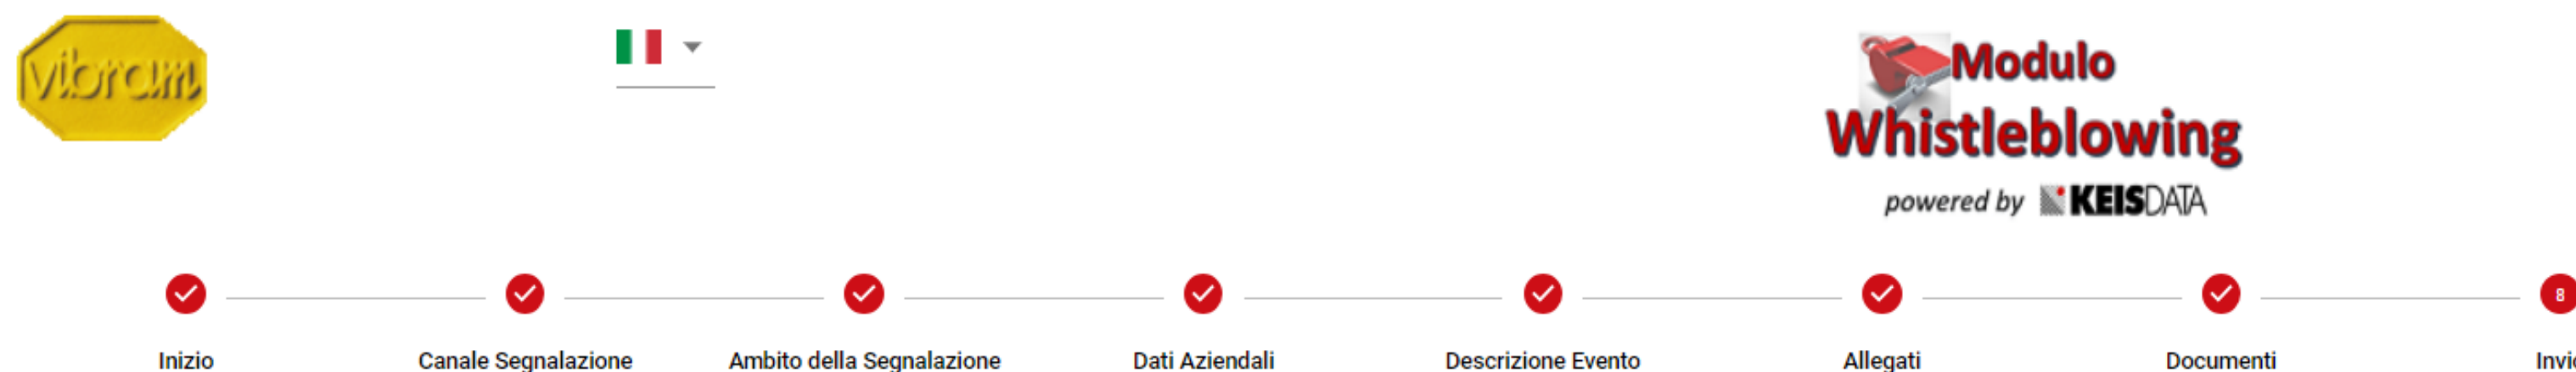 vibram
Modulo
Whistleblowing
powered by KEISDATA
8
Inizio
Canale Segnalazione
Ambito della Segnalazione
Dati Aziendali
Descrizione Evento
Allegati
Documenti